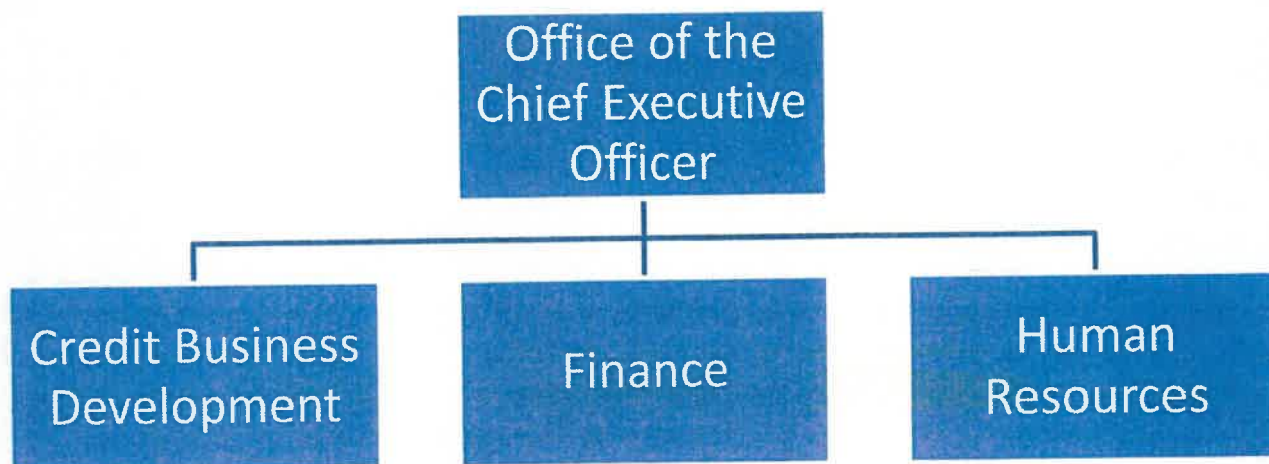 Office of the
Chief Executive
Officer
Credit Business
Development
Finance
Human
Resources